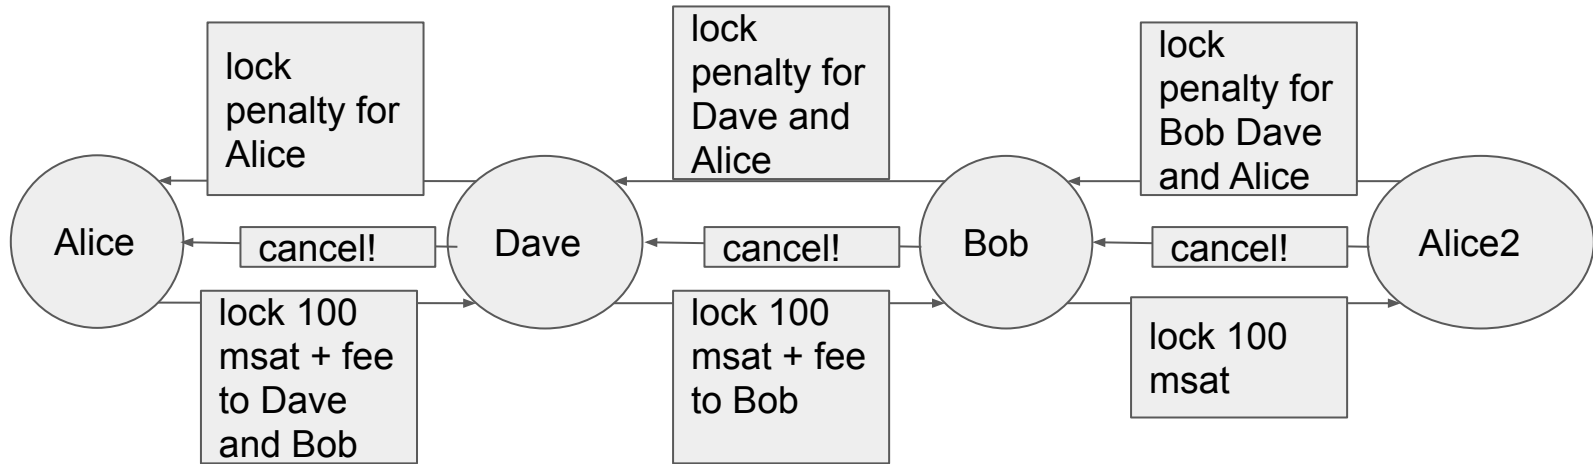 lock
penalty for
Alice
lock
penalty for
Dave and
Alice
lock
penalty for
Bob Dave
and Alice
Alice
cancel!
Dave
cancel!
Bob
cancel!
Alice2
lock 100
msat + fee
to Dave
and Bob
lock 100
msat + fee
to Bob
lock 100
msat